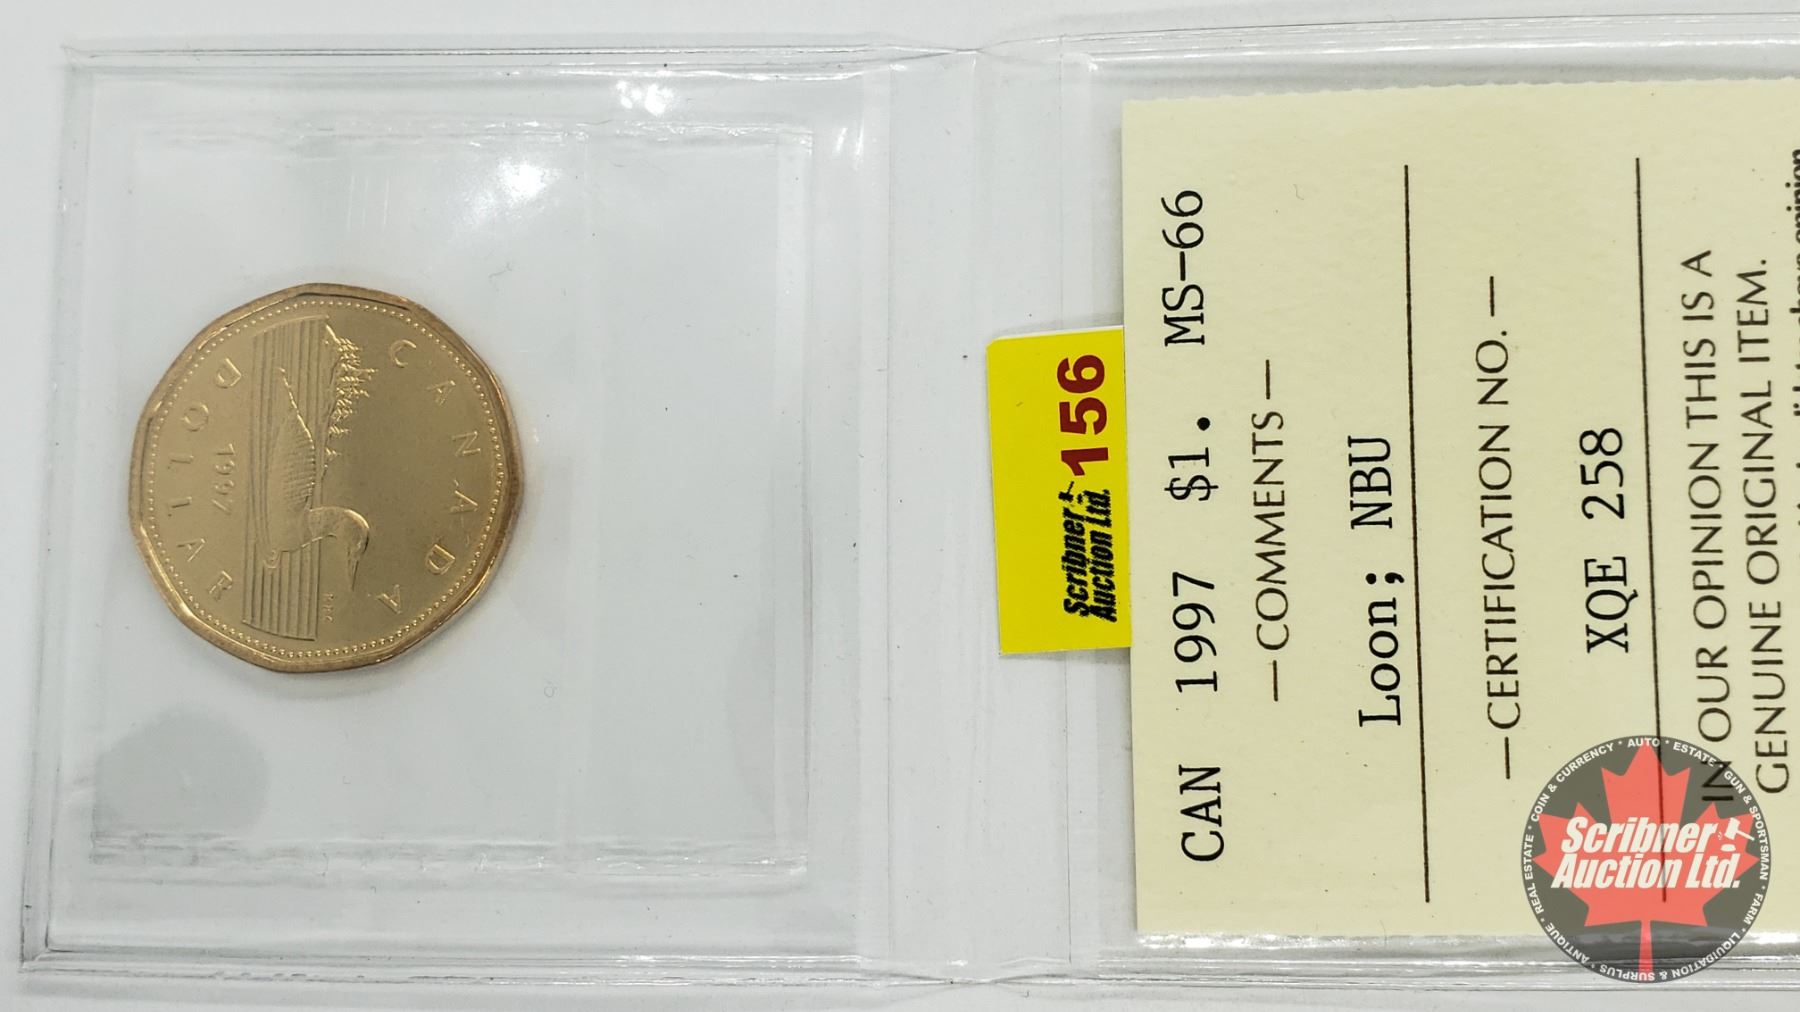 CANADA
1997
DOLLAR
RRC
Scribner
Auction Ltd.
156
CAN 1997 $1. MS-66
—COMMENTS—
Loon; NBU
—CERTIFICATION NO.—
XQE 258
IN OUR OPINION THIS IS A
GENUINE ORIGINAL ITEM.
opinion
Scribner
Auction Ltd.
REAL ESTATE * COIN & CURRENCY * AUTO * ESTATE * GUN & SPORTSMAN * FARM * LIQUIDATION & SURPLUS * ANTIQUE *